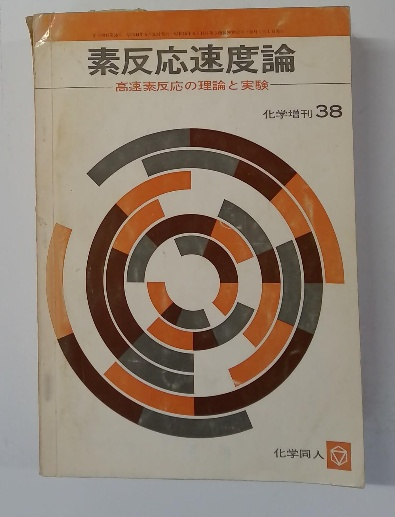 素反応速度論
高速素反応の理論と実験
化学増刊 38
化学同人